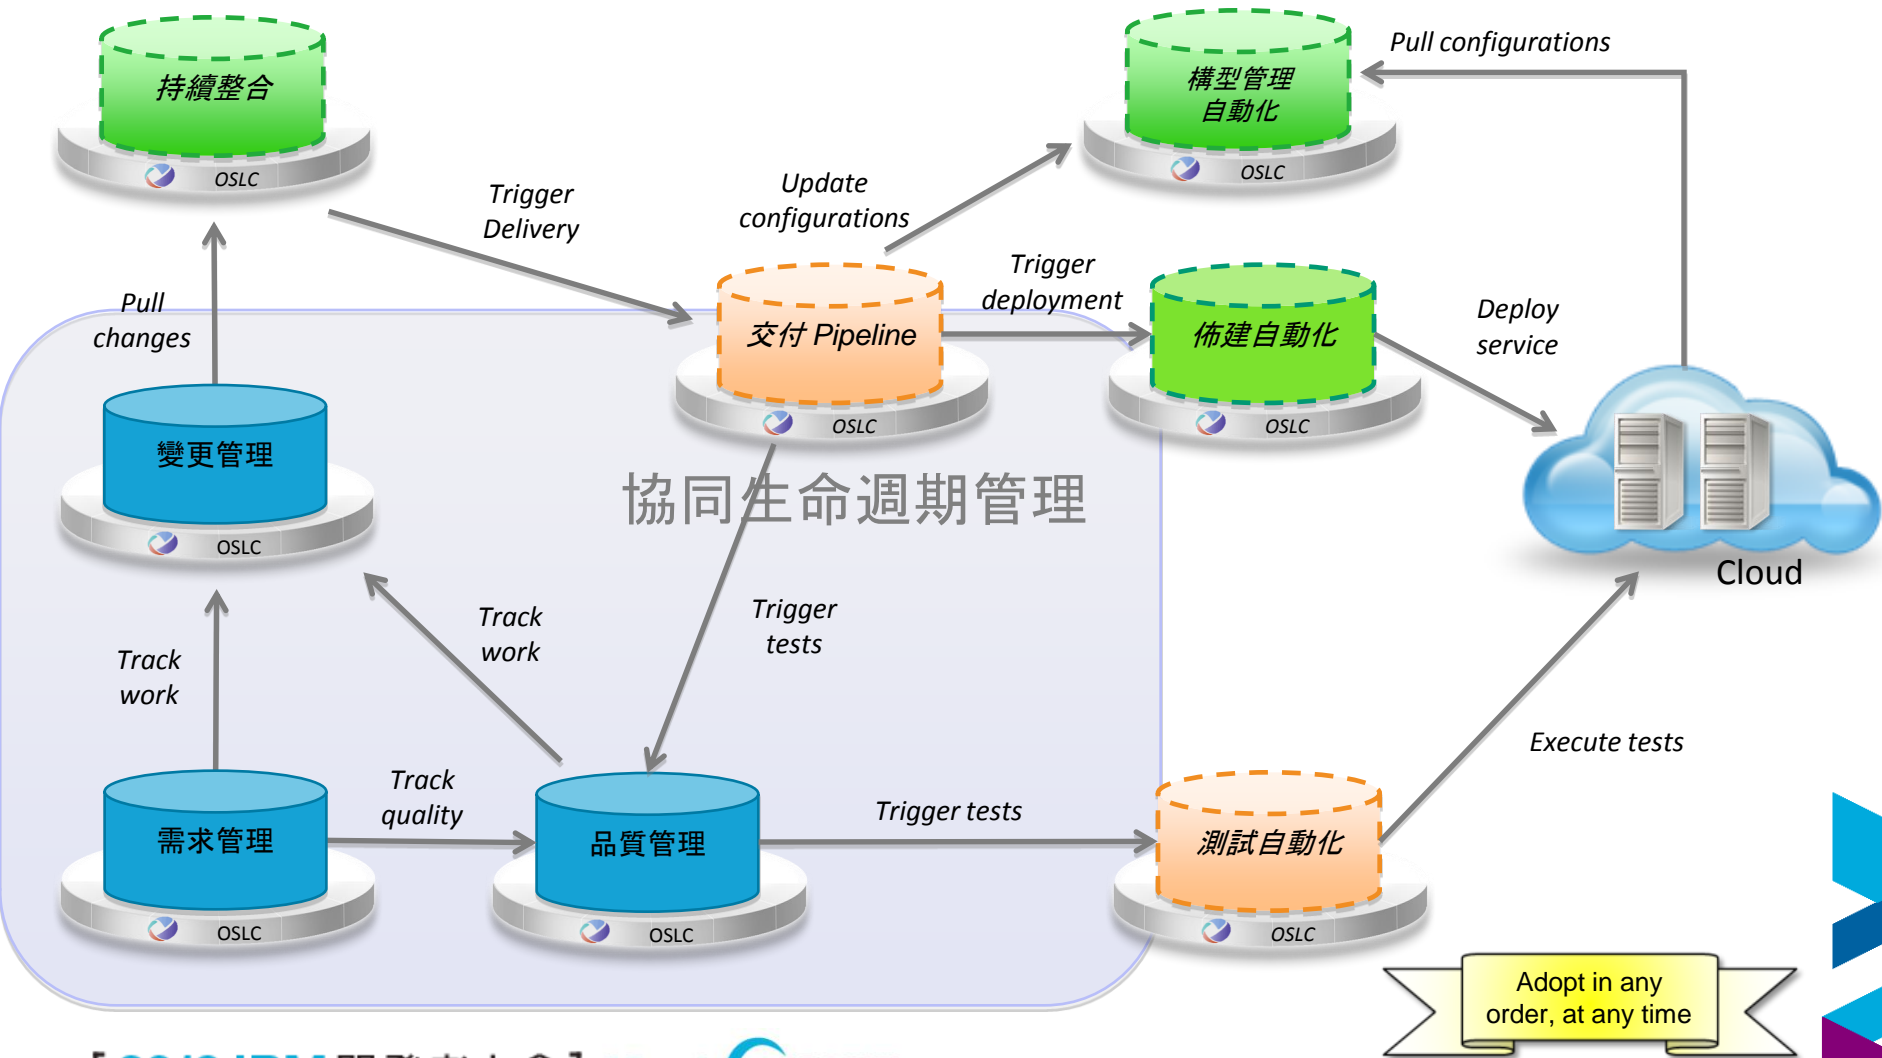 持續整合
OSLC
構型管理
自動化
OSLC
Pull configurations
Trigger
Delivery
Update
configurations
Pull
changes
交付 Pipeline
OSLC
Trigger
deployment
佈建自動化
OSLC
Deploy
service
變更管理
OSLC
協同生命週期管理
Cloud
Track
work
Track
work
Trigger
tests
需求管理
OSLC
Track
quality
品質管理
OSLC
Trigger tests
測試自動化
OSLC
Execute tests
Adopt in any
order, at any time